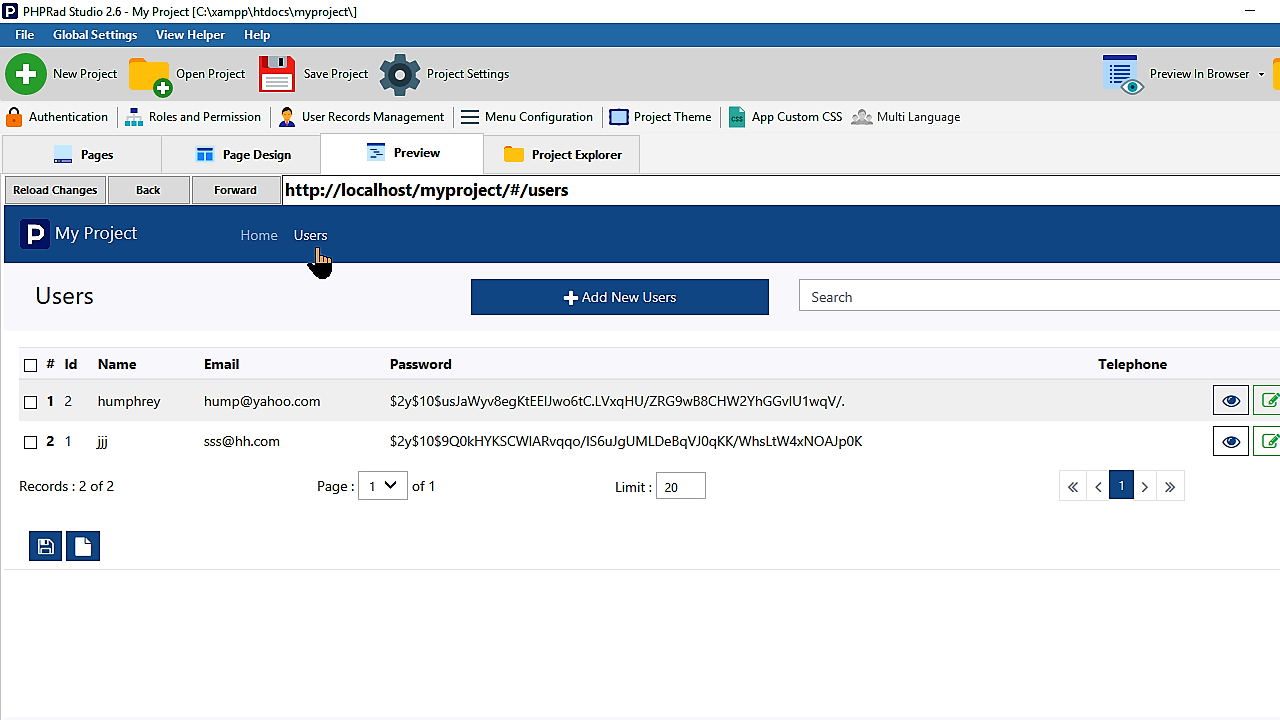 PHPRad Studio 2.6 - My Project [C:\xampp\htdocs\myproject\]
File Global Settings View Helper Help
New Project Open Project Save Project Project Settings Preview In Browser
Authentication Roles and Permission User Records Management Menu Configuration Project Theme App Custom CSS Multi Language
Pages Page Design Preview Project Explorer
Reload Changes Back Forward http://localhost/myproject/#/users
My Project Home Users
Users Add New Users Search
# Id Name Email Password Telephone
1 2 humphrey hump@yahoo.com $2y$10$usJaWyv8egKtEElJwo6tC.LVxqHU/ZRG9wB8CHW2YhGGvlU1wqV/.
2 1 jjj sss@hh.com $2y$10$9Q0kHYKSCWlARvqqo/IS6uJgUMLDeBqVJ0qKK/WhsLtW4xNOAJp0K
Records : 2 of 2 Page : 1 of 1 Limit : 20 « ‹ 1 › »